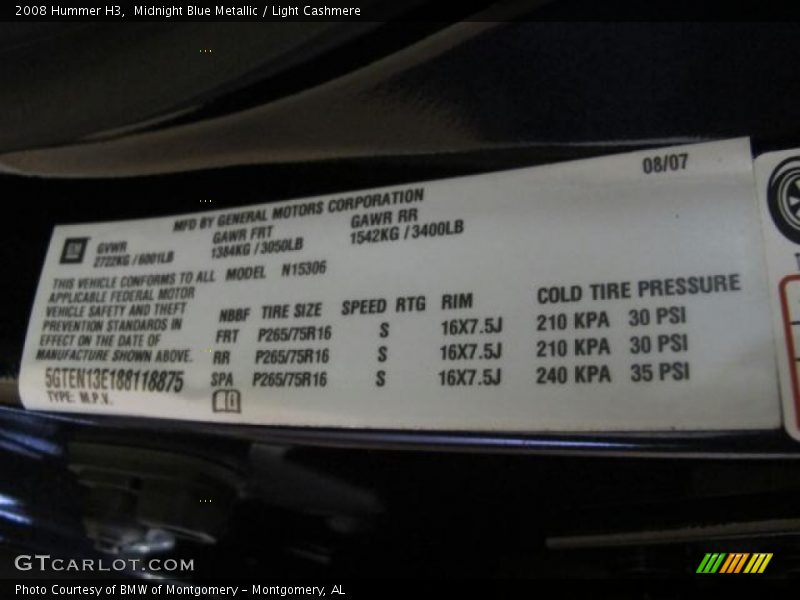 2008 Hummer H3,  Midnight Blue Metallic / Light Cashmere
08/07
MFD BY GENERAL MOTORS CORPORATION
GM
GVWR GAWR FRT GAWR RR
2722KG / 6001LB 1384KG / 3050LB 1542KG / 3400LB
THIS VEHICLE CONFORMS TO ALL
APPLICABLE FEDERAL MOTOR
VEHICLE SAFETY AND THEFT
PREVENTION STANDARDS IN
EFFECT ON THE DATE OF
MANUFACTURE SHOWN ABOVE.
5GTEN13E188118875
TYPE: M.P.V.
MODEL N15306
NBBF TIRE SIZE SPEED RTG RIM COLD TIRE PRESSURE
FRT P265/75R16 S 16X7.5J 210 KPA 30 PSI
RR P265/75R16 S 16X7.5J 210 KPA 30 PSI
SPA P265/75R16 S 16X7.5J 240 KPA 35 PSI
GTCARLOT.COM
Photo Courtesy of BMW of Montgomery - Montgomery, AL